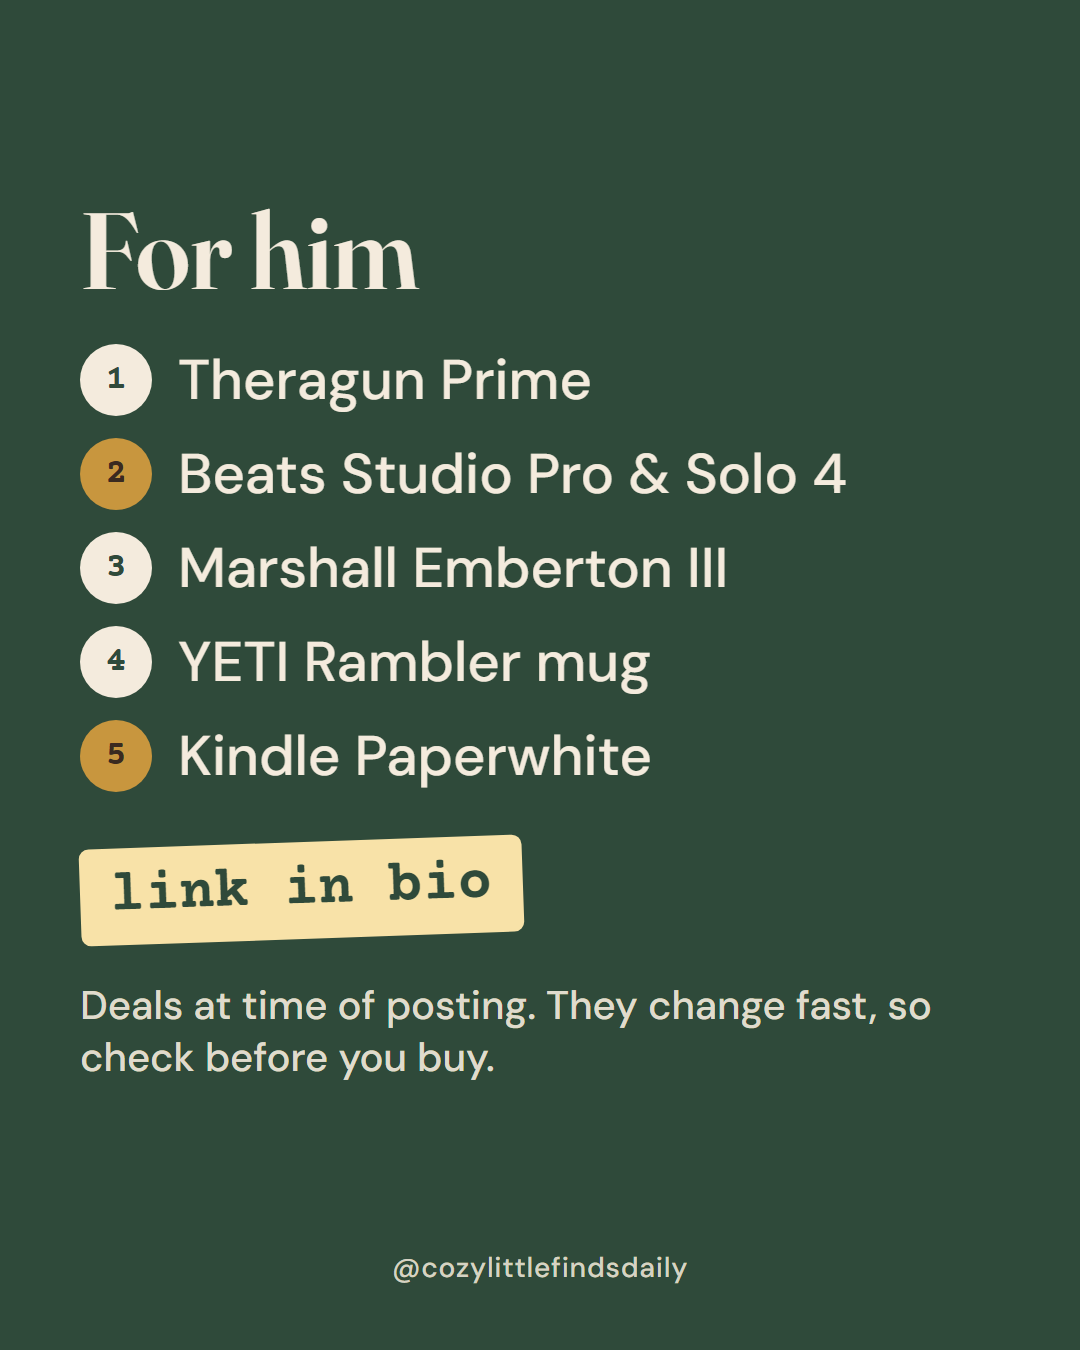 For him
1 Theragun Prime
2 Beats Studio Pro & Solo 4
3 Marshall Emberton III
4 YETI Rambler mug
5 Kindle Paperwhite
link in bio
Deals at time of posting. They change fast, so
check before you buy.
@cozylittlefindsdaily